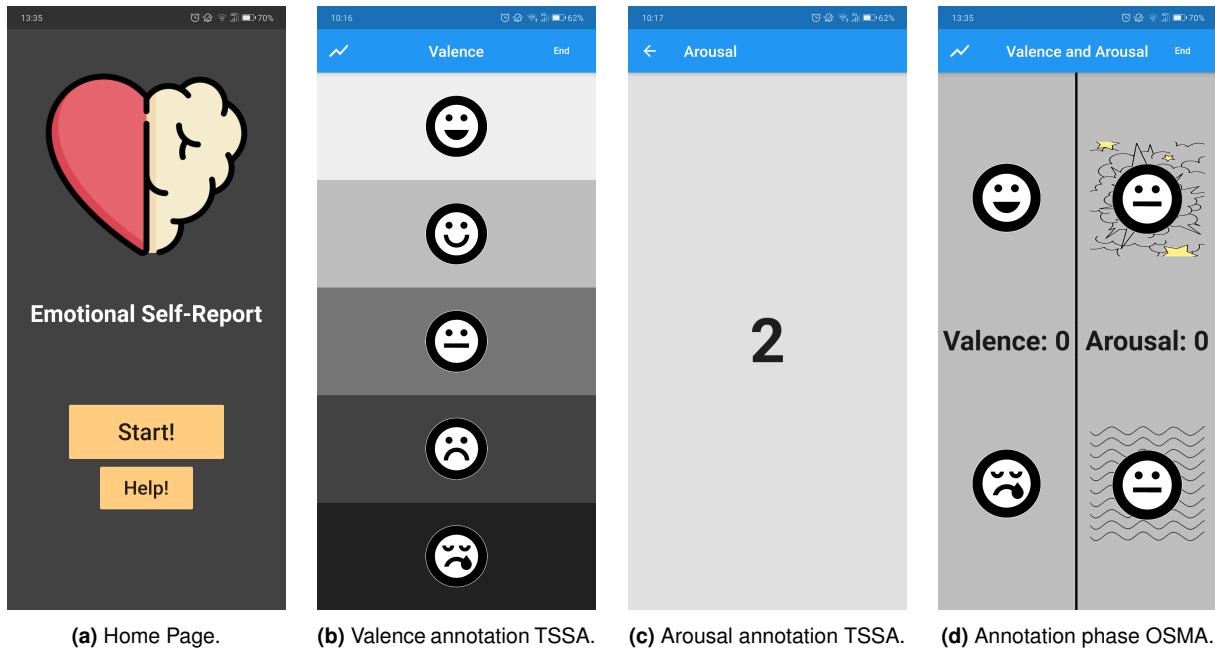 13:35
70%
Emotional Self-Report
Start!
Help!
(a) Home Page.
10:16
62%
Valence
End
(b) Valence annotation TSSA.
10:17
62%
Arousal
2
(c) Arousal annotation TSSA.
13:35
70%
Valence and Arousal
End
Valence: 0
Arousal: 0
(d) Annotation phase OSMA.